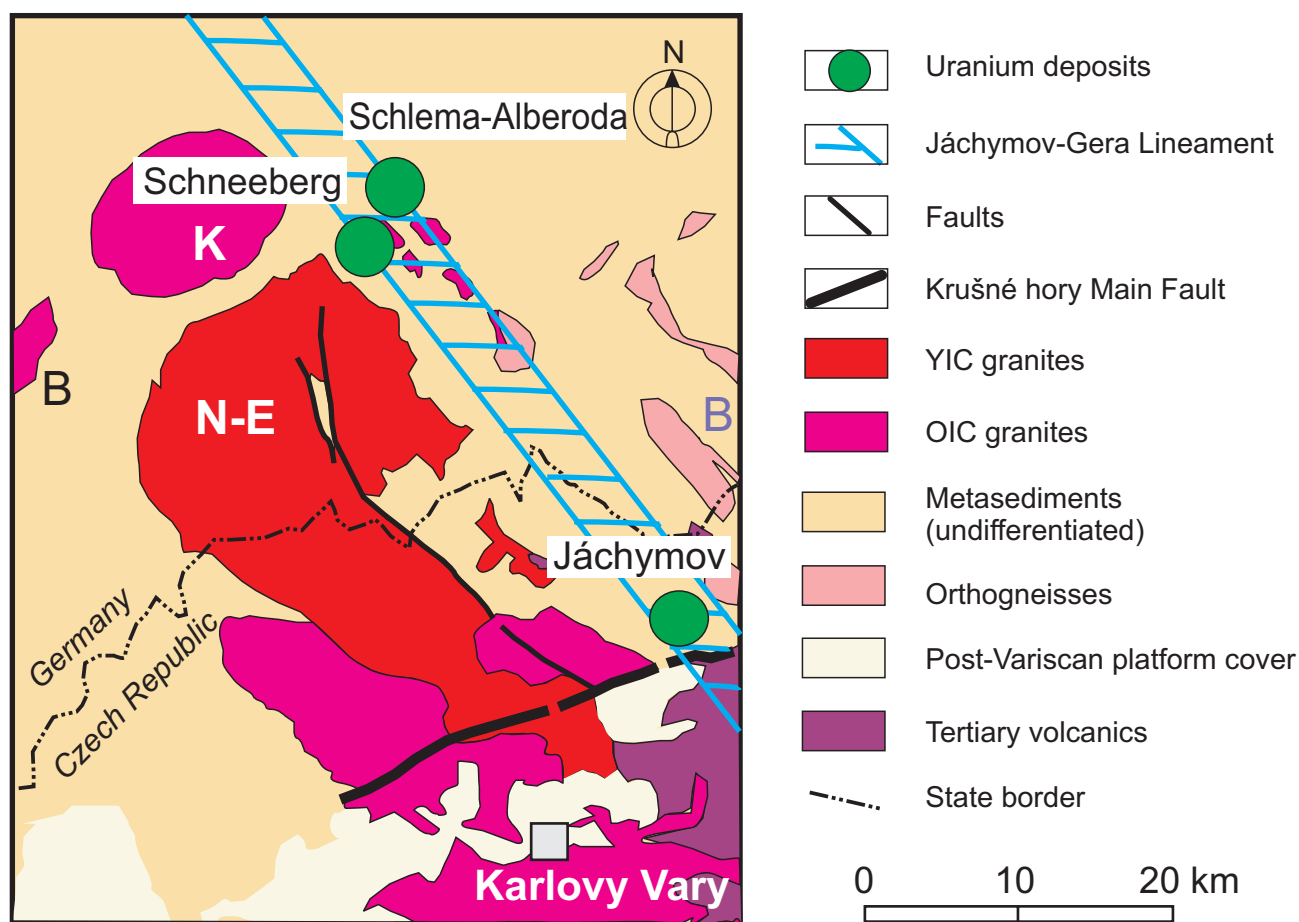 N
Schlema-Alberoda
Schneeberg
K
B
N-E
B
Jáchymov
Germany
Czech Republic
Karlovy Vary
Uranium deposits
Jáchymov-Gera Lineament
Faults
Krušné hory Main Fault
YIC granites
OIC granites
Metasediments
(undifferentiated)
Orthogneisses
Post-Variscan platform cover
Tertiary volcanics
State border
0 10 20 km